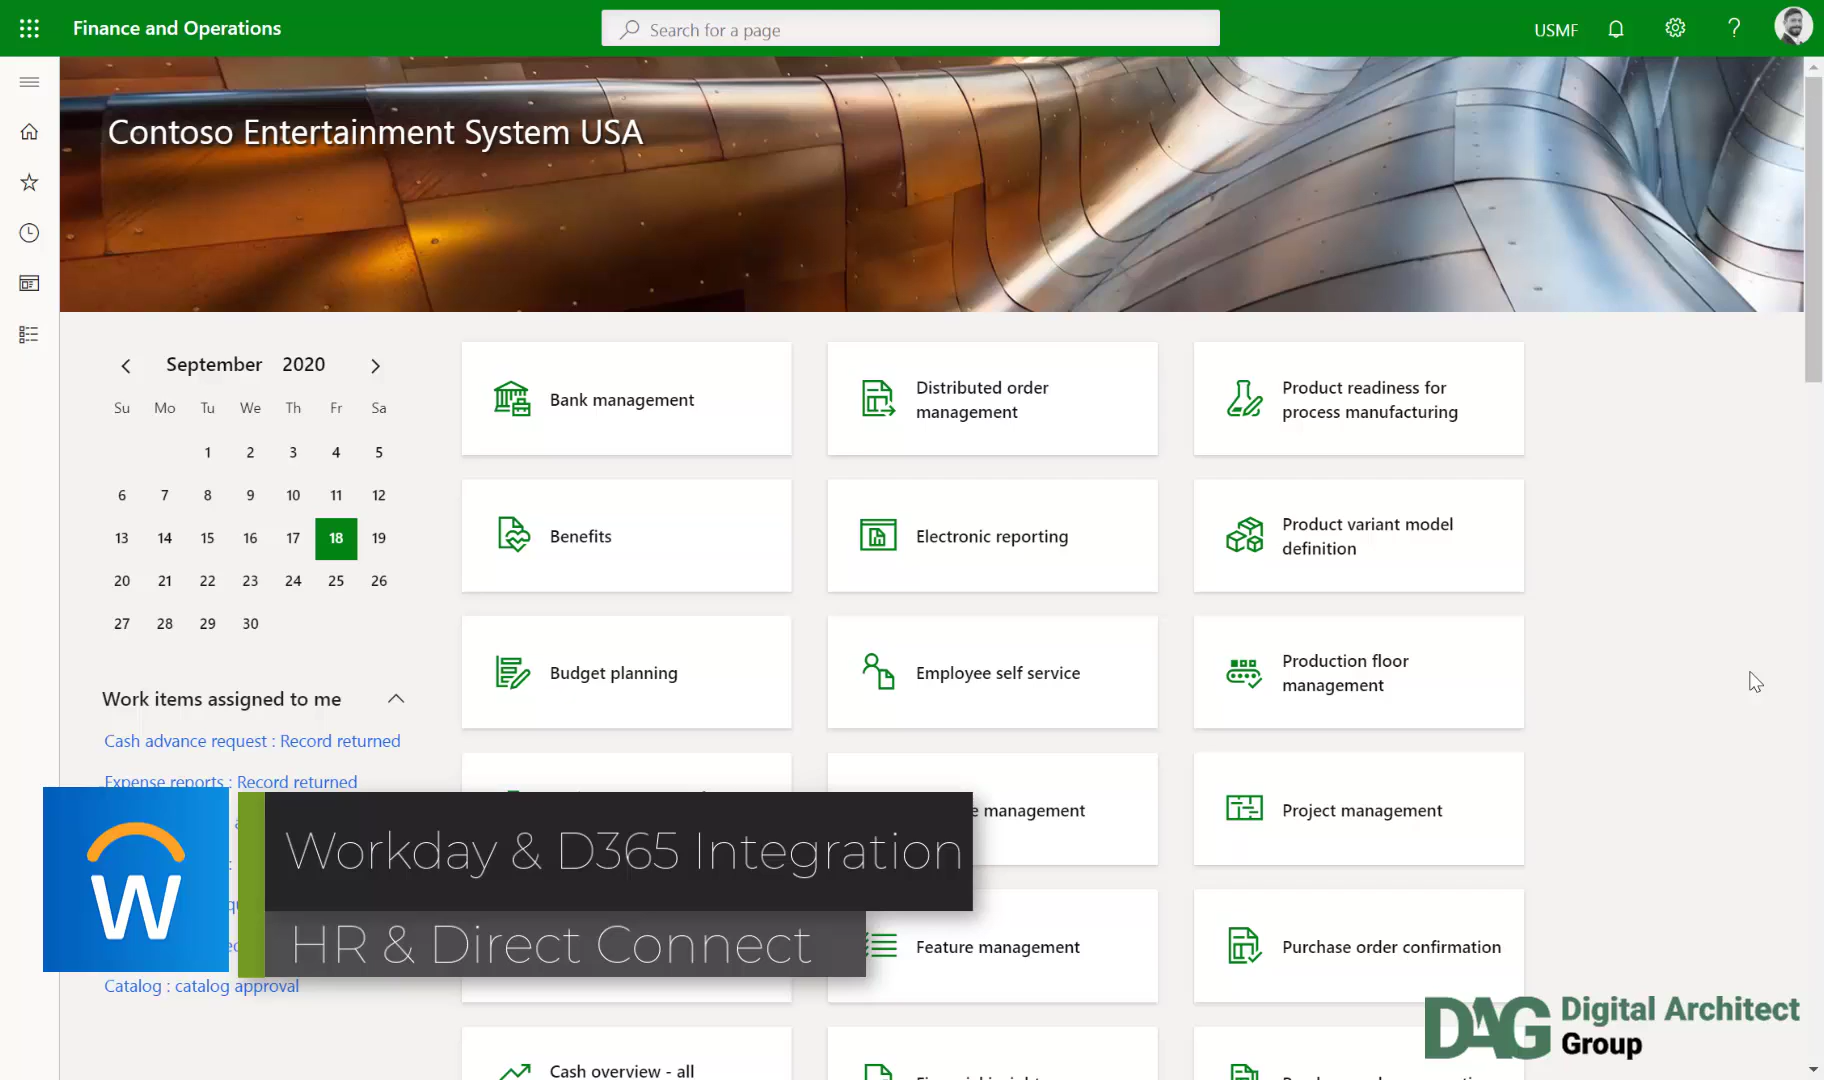 Finance and Operations
Search for a page
USMF
Contoso Entertainment System USA
September 2020
Su Mo Tu We Th Fr Sa
1 2 3 4 5
6 7 8 9 10 11 12
13 14 15 16 17 18 19
20 21 22 23 24 25 26
27 28 29 30
Work items assigned to me
Cash advance request : Record returned
Expense reports : Record returned
Catalog : catalog approval
Bank management
Distributed order
management
Product readiness for
process manufacturing
Benefits
Electronic reporting
Product variant model
definition
Budget planning
Employee self service
Production floor
management
management
Project management
Feature management
Purchase order confirmation
Cash overview - all
W
Workday & D365 Integration
HR & Direct Connect
DAG
Digital Architect
Group